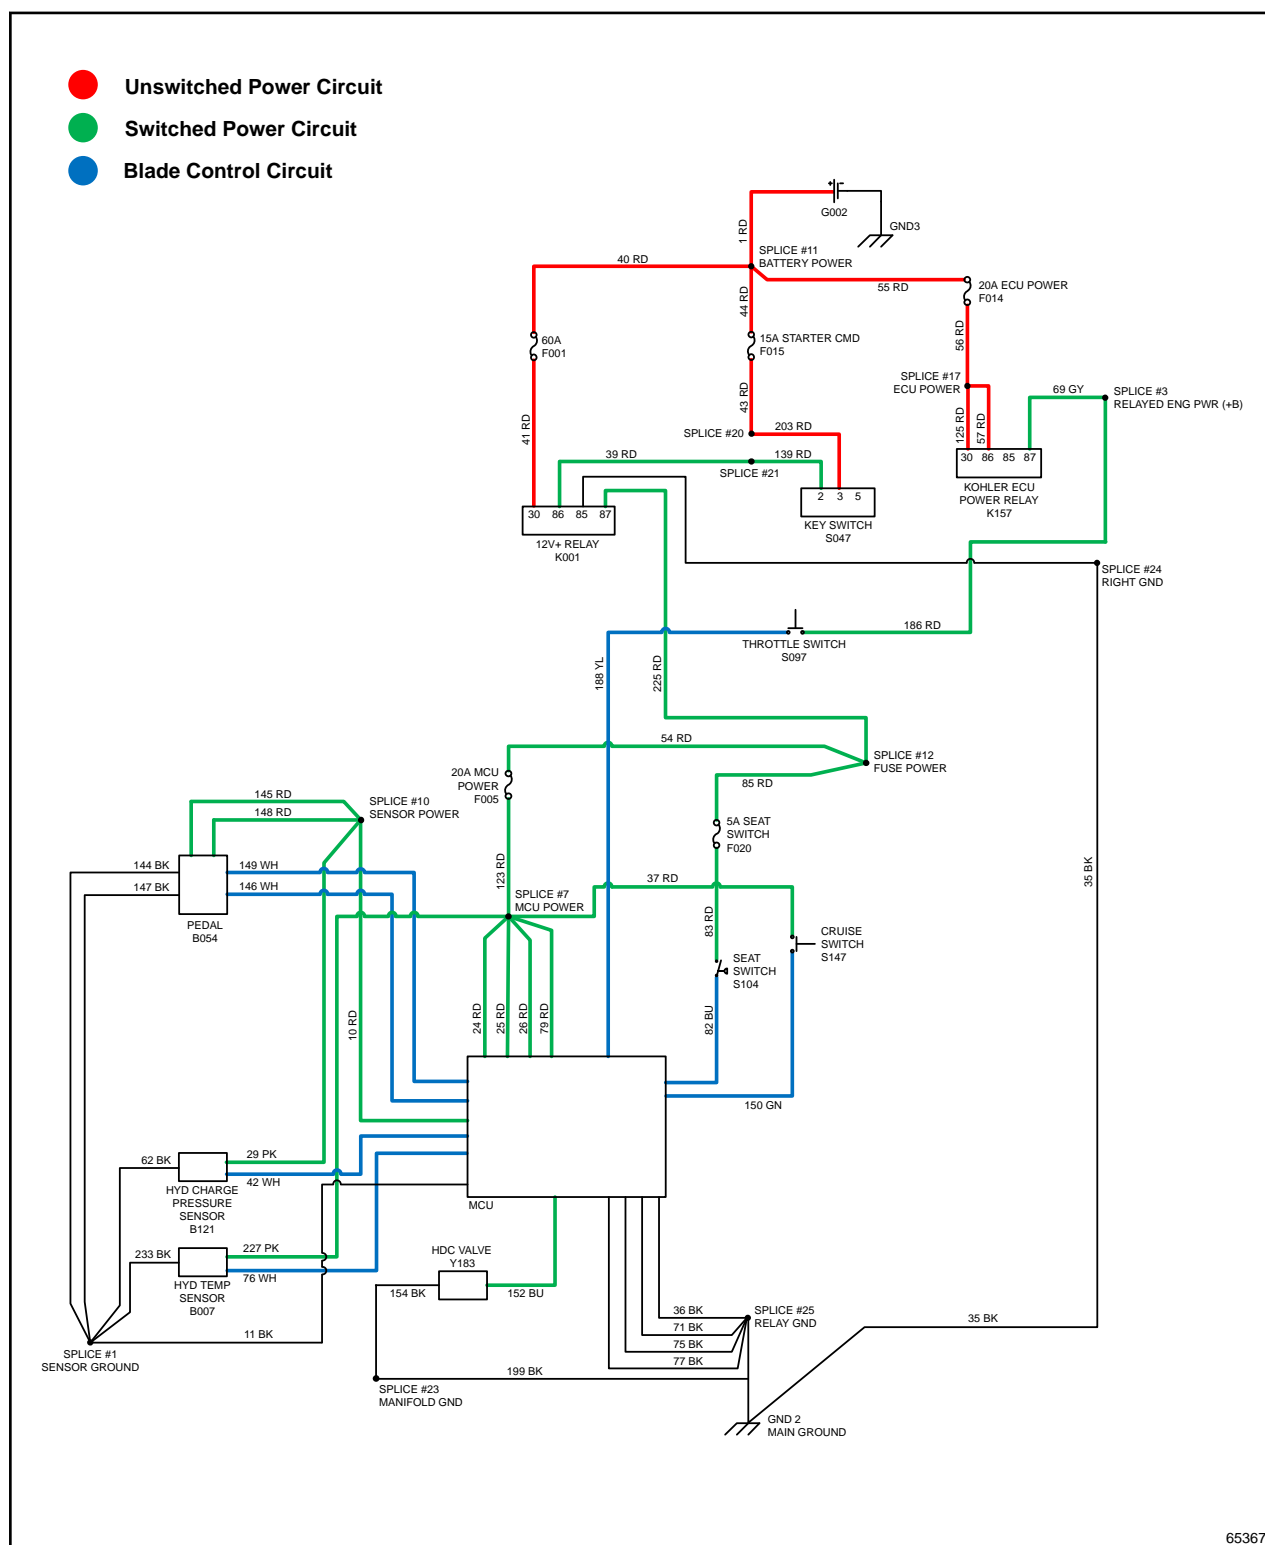 Unswitched Power Circuit
Switched Power Circuit
Blade Control Circuit
+ -
G002
GND3
1 RD
SPLICE #11
BATTERY POWER
40 RD
55 RD
44 RD
20A ECU POWER
F014
60A
F001
15A STARTER CMD
F015
56 RD
SPLICE #17
ECU POWER
69 GY
SPLICE #3
RELAYED ENG PWR (+B)
43 RD
41 RD
SPLICE #20
203 RD
125 RD
57 RD
39 RD
139 RD
SPLICE #21
30 86 85 87
KOHLER ECU
POWER RELAY
K157
2 3 5
KEY SWITCH
S047
30 86 85 87
12V+ RELAY
K001
SPLICE #24
RIGHT GND
186 RD
THROTTLE SWITCH
S097
188 YL
225 RD
54 RD
SPLICE #12
FUSE POWER
20A MCU
POWER
F005
85 RD
145 RD
148 RD
SPLICE #10
SENSOR POWER
5A SEAT
SWITCH
F020
144 BK
149 WH
147 BK
146 WH
PEDAL
B054
123 RD
37 RD
35 BK
SPLICE #7
MCU POWER
83 RD
CRUISE
SWITCH
S147
SEAT
SWITCH
S104
10 RD
24 RD
25 RD
26 RD
79 RD
82 BU
150 GN
62 BK
29 PK
42 WH
HYD CHARGE
PRESSURE
SENSOR
B121
MCU
233 BK
227 PK
76 WH
HYD TEMP
SENSOR
B007
HDC VALVE
Y183
154 BK
152 BU
36 BK
71 BK
75 BK
77 BK
SPLICE #25
RELAY GND
35 BK
11 BK
SPLICE #1
SENSOR GROUND
199 BK
SPLICE #23
MANIFOLD GND
GND 2
MAIN GROUND
65367